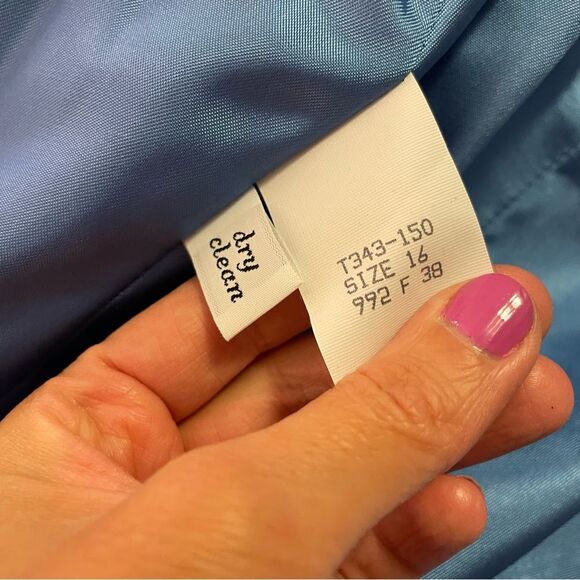 dry
clean
T343-150
SIZE 16
992 F 38